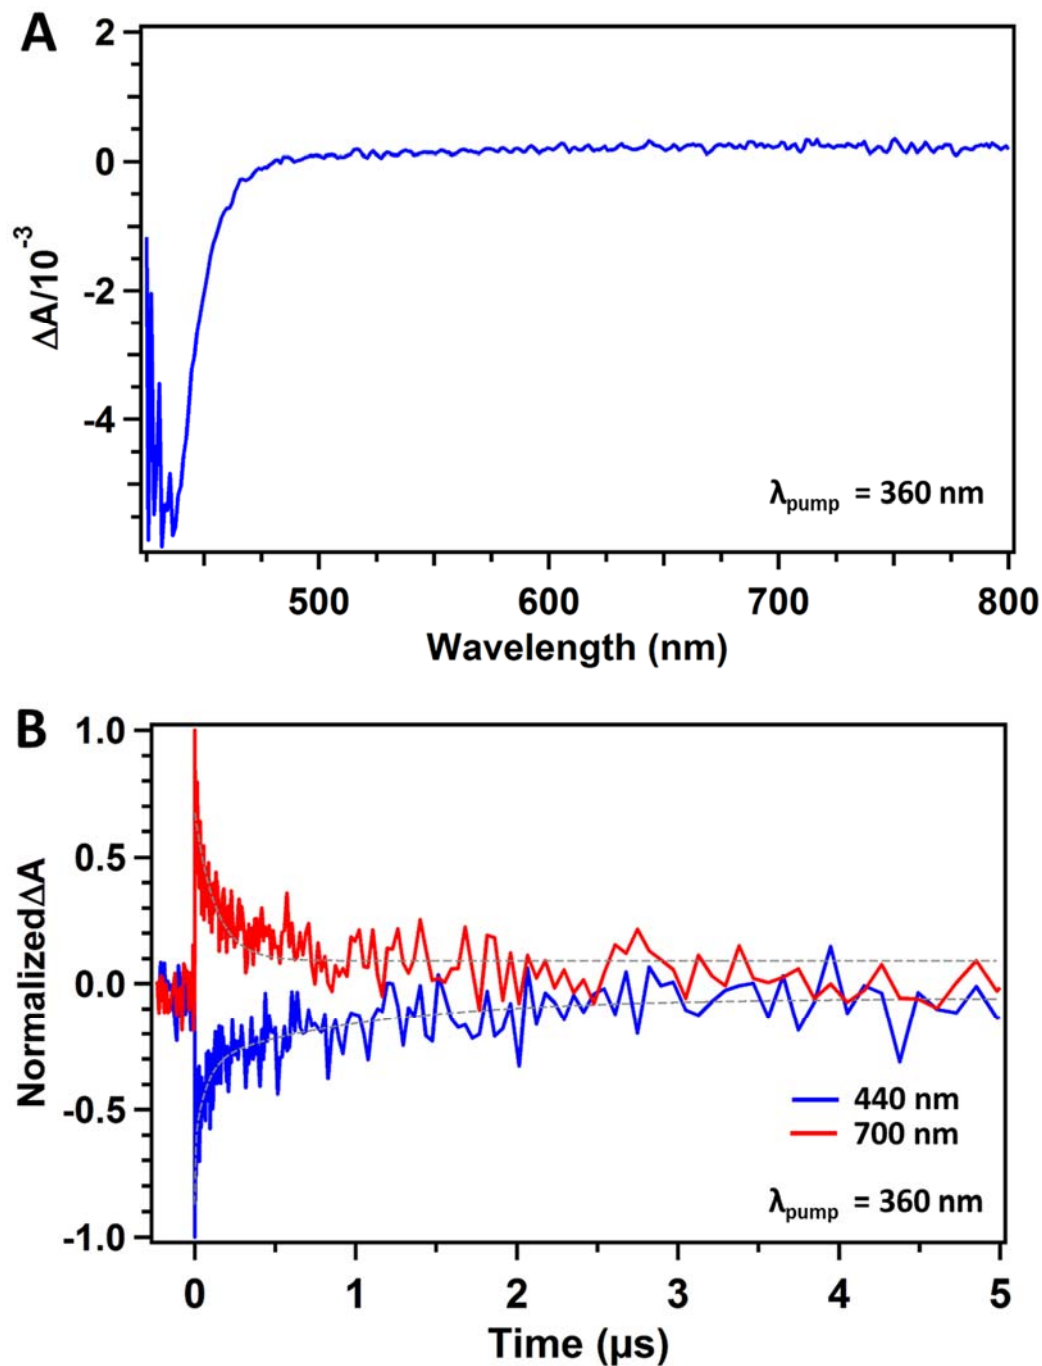 A
2
0
-2
-4
ΔA/10⁻³
λpump = 360 nm
500 600 700 800
Wavelength (nm)
B
1.0
0.5
0.0
-0.5
-1.0
NormalizedΔA
440 nm
700 nm
λpump = 360 nm
0 1 2 3 4 5
Time (μs)